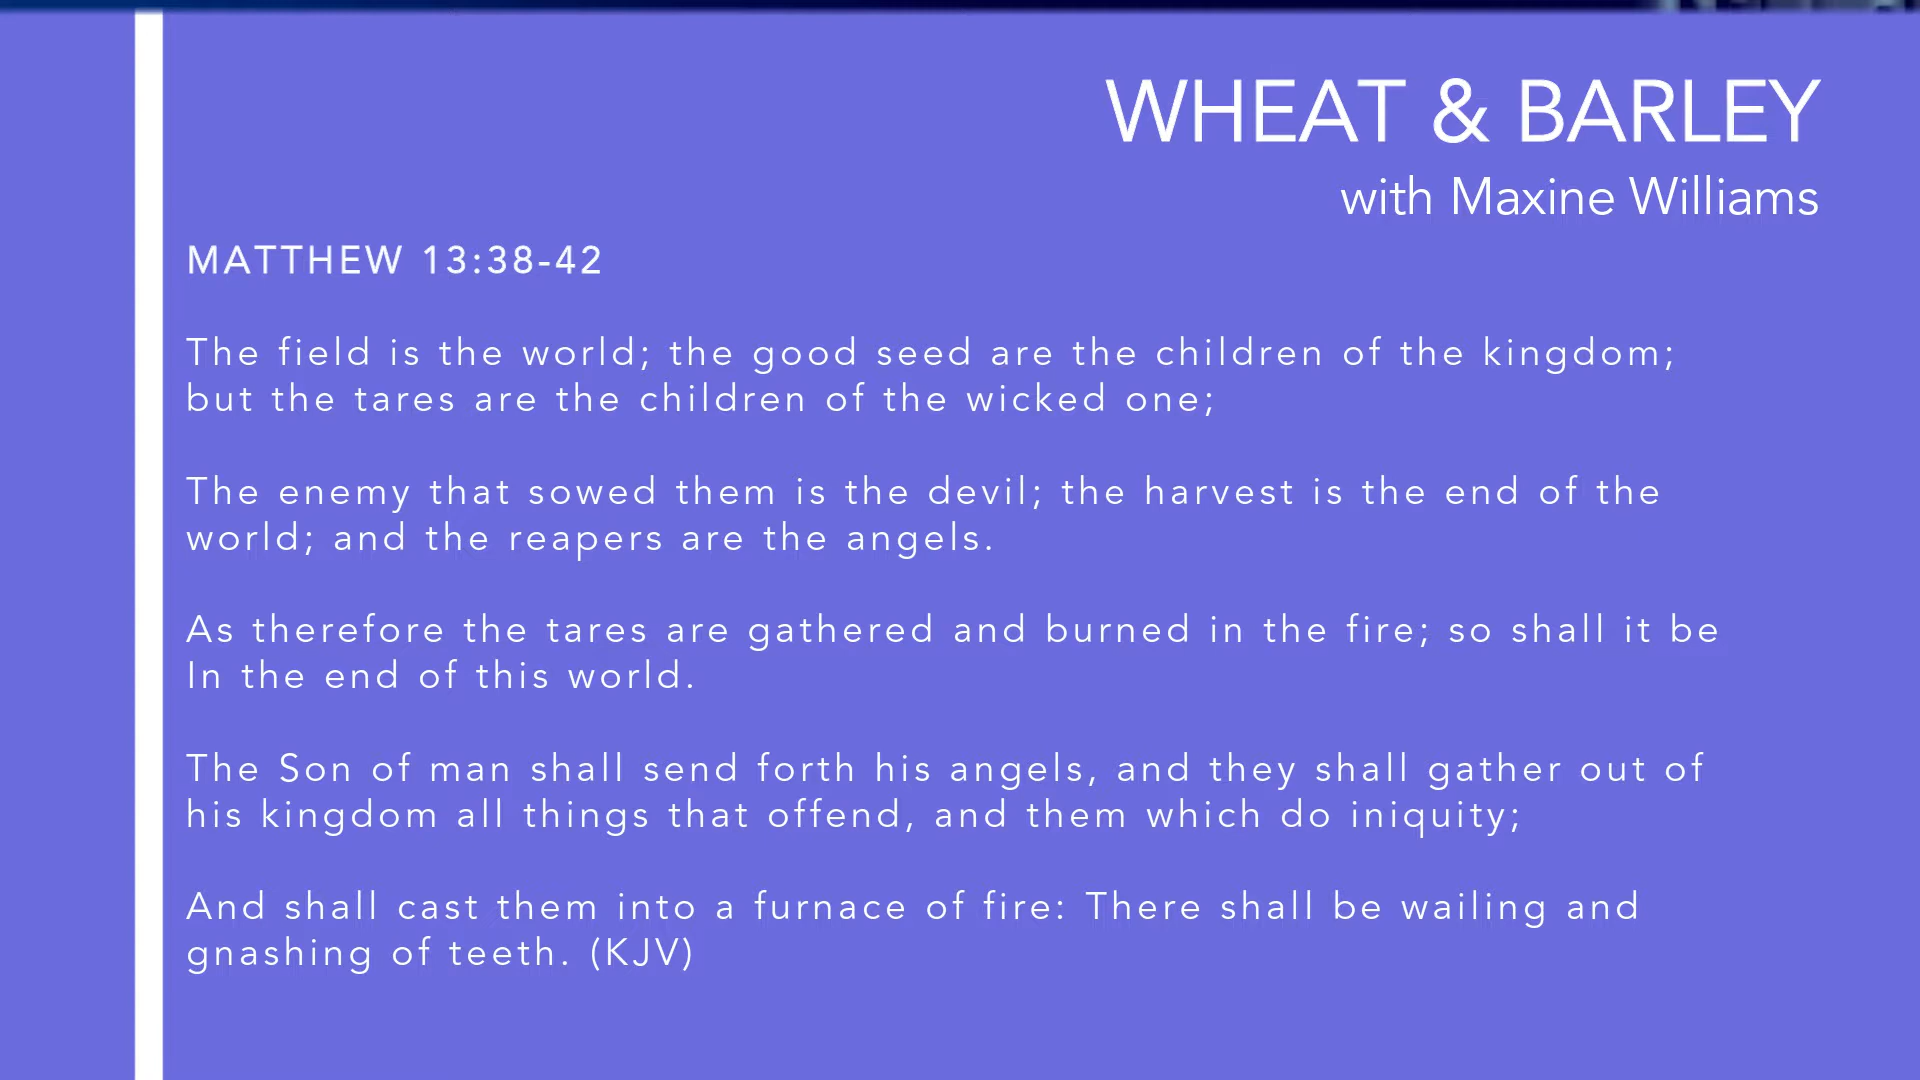 WHEAT & BARLEY
with Maxine Williams
MATTHEW 13:38-42
The field is the world; the good seed are the children of the kingdom;
but the tares are the children of the wicked one;
The enemy that sowed them is the devil; the harvest is the end of the
world; and the reapers are the angels.
As therefore the tares are gathered and burned in the fire; so shall it be
In the end of this world.
The Son of man shall send forth his angels, and they shall gather out of
his kingdom all things that offend, and them which do iniquity;
And shall cast them into a furnace of fire: There shall be wailing and
gnashing of teeth. (KJV)